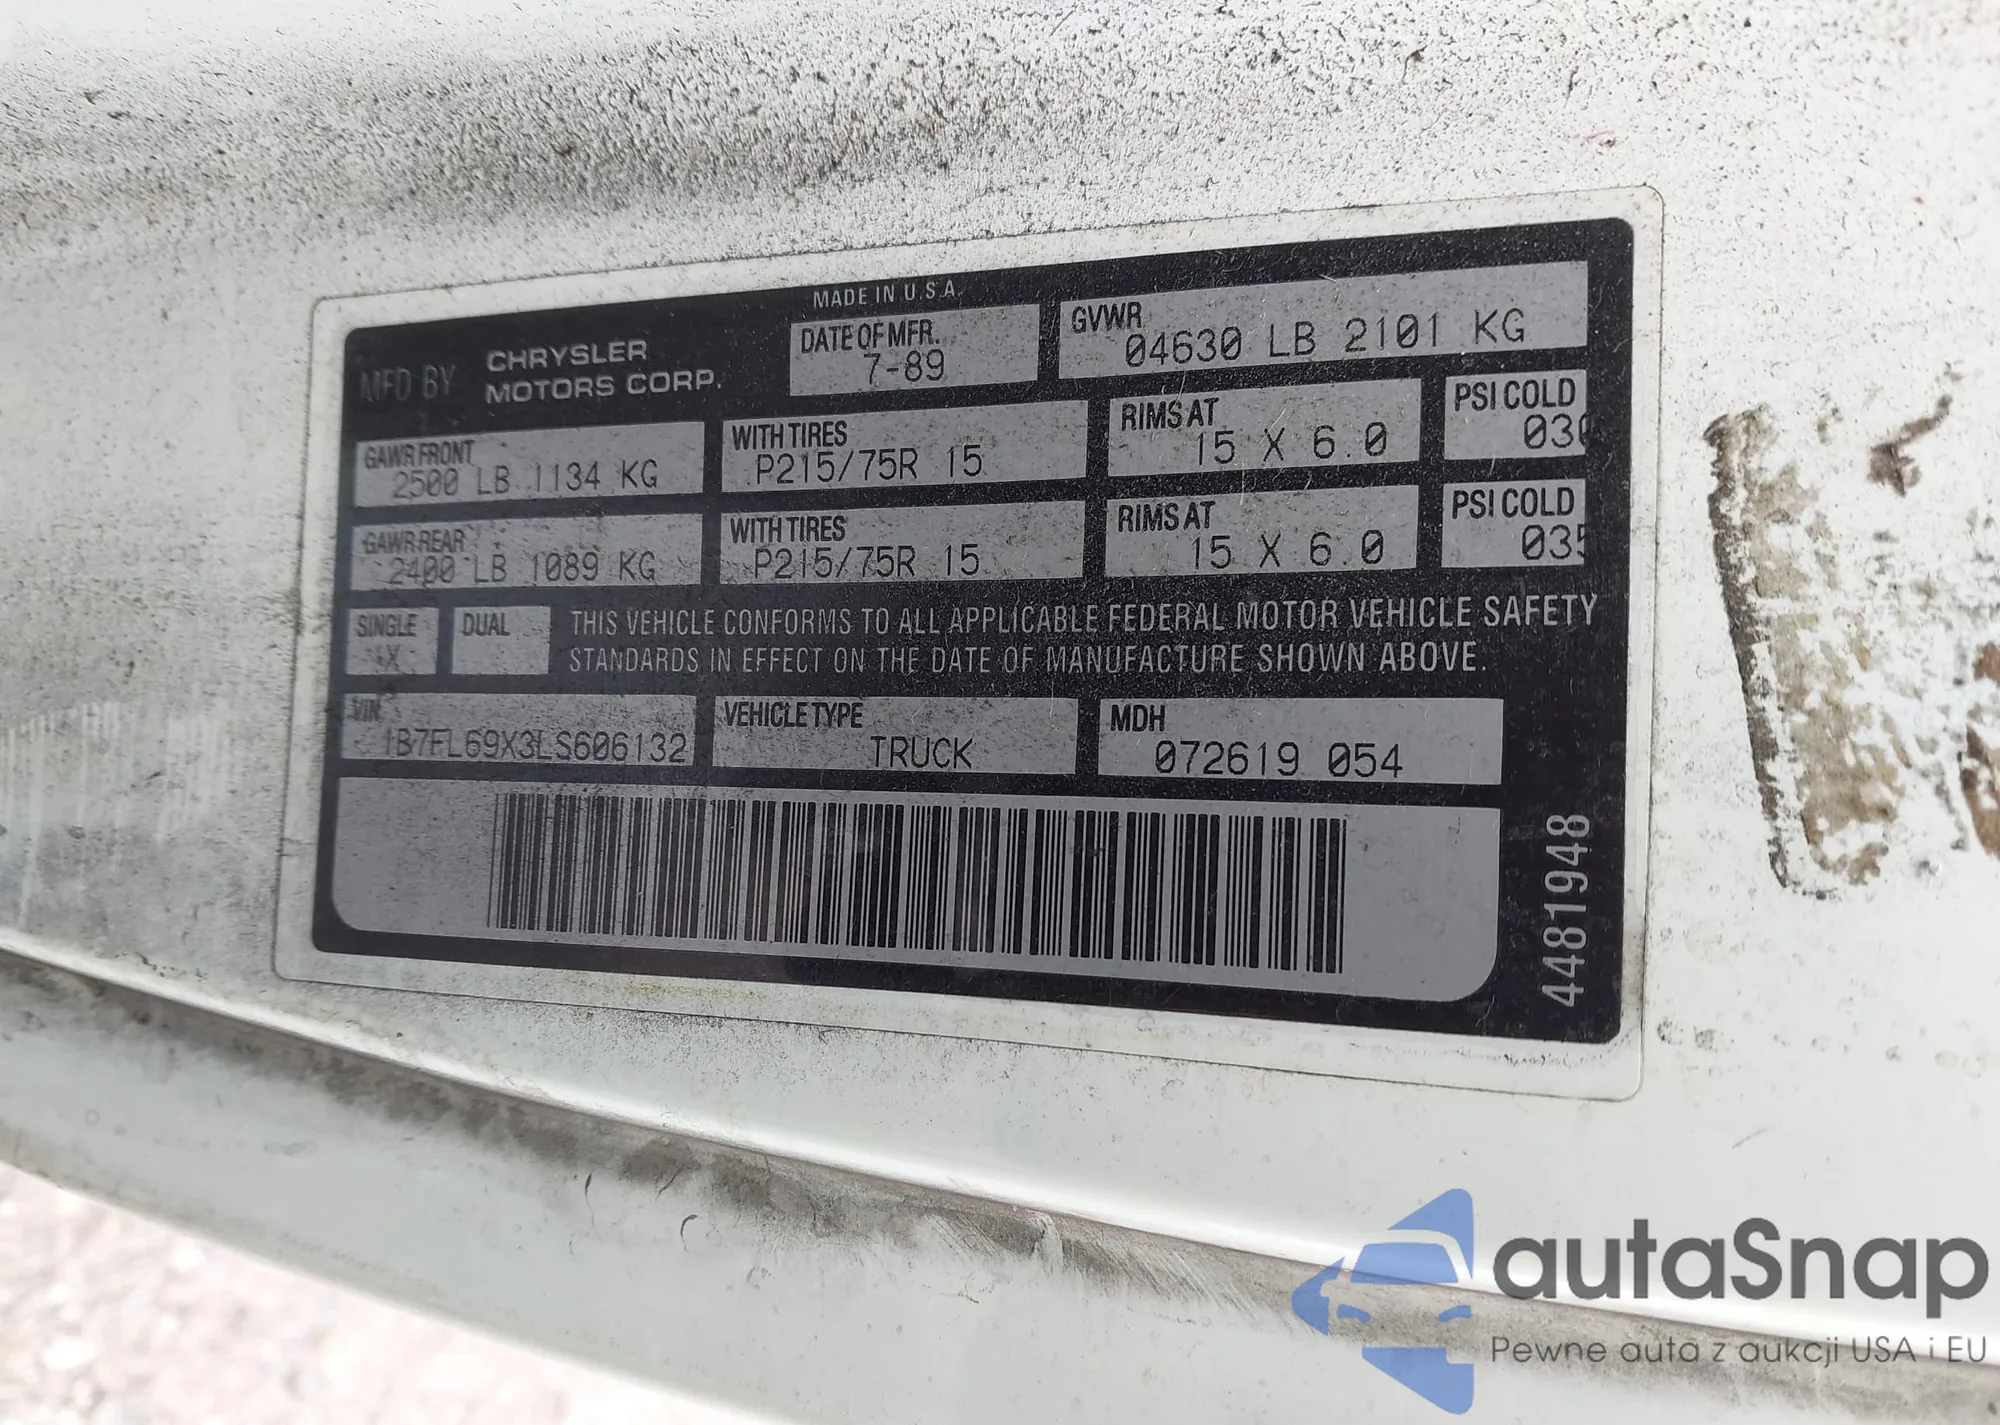 MADE IN U.S.A.
MFD BY CHRYSLER MOTORS CORP.
DATE OF MFR.
7-89
GVWR
04630 LB 2101 KG
GAWR FRONT
2500 LB 1134 KG
WITH TIRES
P215/75R 15
RIMS AT
15 X 6.0
PSI COLD
030
GAWR REAR
2400 LB 1089 KG
WITH TIRES
P215/75R 15
RIMS AT
15 X 6.0
PSI COLD
035
SINGLE
X
DUAL
THIS VEHICLE CONFORMS TO ALL APPLICABLE FEDERAL MOTOR VEHICLE SAFETY
STANDARDS IN EFFECT ON THE DATE OF MANUFACTURE SHOWN ABOVE.
VIN
1B7FL69X3LS606132
VEHICLE TYPE
TRUCK
MDH
072619 054
4481948
autaSnap
Pewne auta z aukcji USA i EU